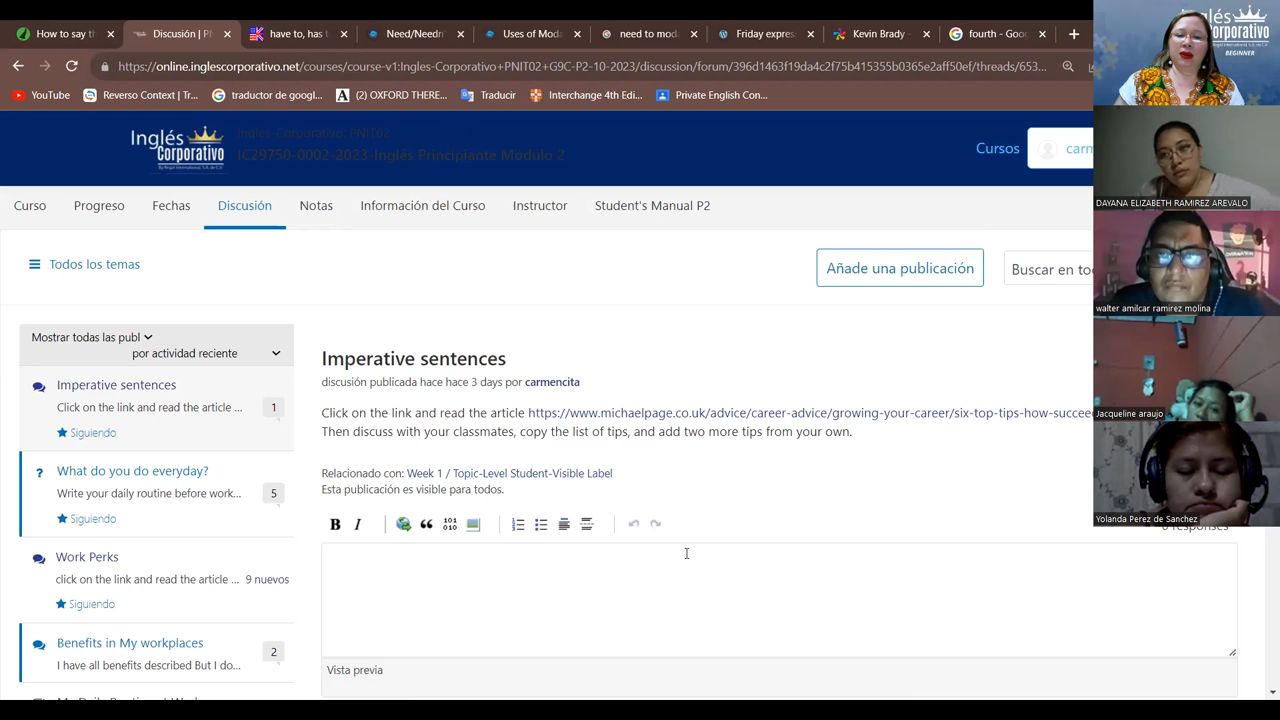 How to say th
Discusión | P
have to, has t
Need/Needn'
Uses of Moda
need to moda
Friday expres
Kevin Brady -
fourth - Goo
https://online.inglescorporativo.net/courses/course-v1:Ingles-Corporativo+PNIT02+S9C-P2-10-2023/discussion/forum/396d1463f19da4c2f75b415355b0365e2aff50ef/threads/653...
YouTube
Reverso Context | Tr...
traductor de googl...
() OXFORD THERE...
Traducir
Interchange 4th Edi...
Private English Con...
Inglés Corporativo
By Regal International, S.A. de C.V.
Ingles-Corporativo: PNIT02
IC29750-0002-2023-Inglés Principiante Modulo 2
Cursos
carm
Curso
Progreso
Fechas
Discusión
Notas
Información del Curso
Instructor
Student's Manual P2
Todos los temas
Añade una publicación
Buscar en to
Mostrar todas las publ
por actividad reciente
Imperative sentences
Click on the link and read the article ...
1
Siguiendo
What do you do everyday?
Write your daily routine before work...
5
Siguiendo
Work Perks
click on the link and read the article ...
9 nuevos
Siguiendo
Benefits in My workplaces
I have all benefits described But I do...
2
Imperative sentences
discusión publicada hace hace 3 days por carmencita
Click on the link and read the article https://www.michaelpage.co.uk/advice/career-advice/growing-your-career/six-top-tips-how-succee
Then discuss with your classmates, copy the list of tips, and add two more tips from your own.
Relacionado con: Week 1 / Topic-Level Student-Visible Label
Esta publicación es visible para todos.
B I
Vista previa
BEGINNER
DAYANA ELIZABETH RAMIREZ AREVALO
walter amilcar ramirez molina
Jacqueline araujo
Yolanda Perez de Sanchez